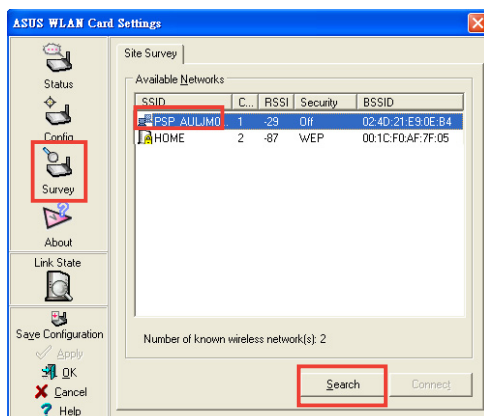 ASUS WLAN Card Settings
Status
Config
Survey
About
Link State
Save Configuration
Apply
OK
Cancel
Help
Site Survey
Available Networks
SSID C... RSSI Security BSSID
PSP_AULJM0... 1 -29 Off 02:4D:21:E9:0E:B4
HOME 2 -87 WEP 00:1C:F0:AF:7F:05
Number of known wireless network(s): 2
Search Connect